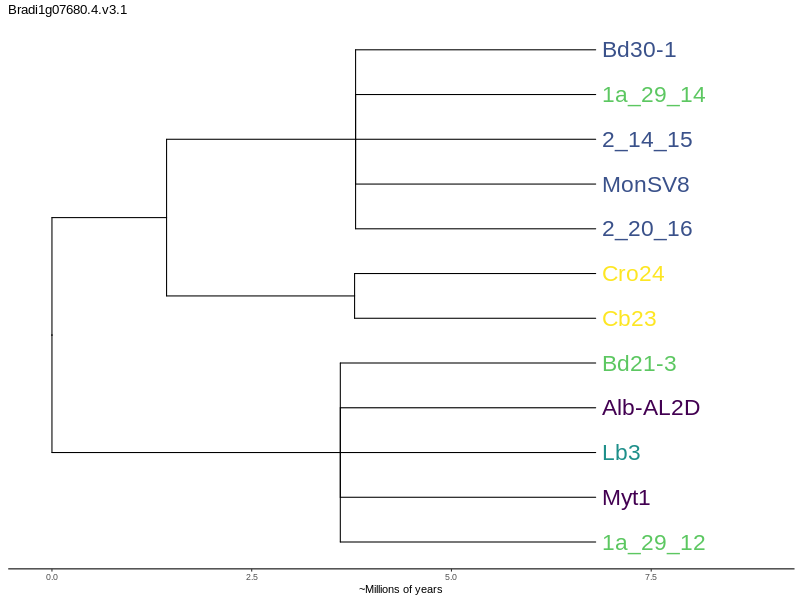 Bradi1g07680.4.v3.1
Bd30-1
1a_29_14
2_14_15
MonSV8
2_20_16
Cro24
Cb23
Bd21-3
Alb-AL2D
Lb3
Myt1
1a_29_12
0.0 2.5 5.0 7.5
~Millions of years